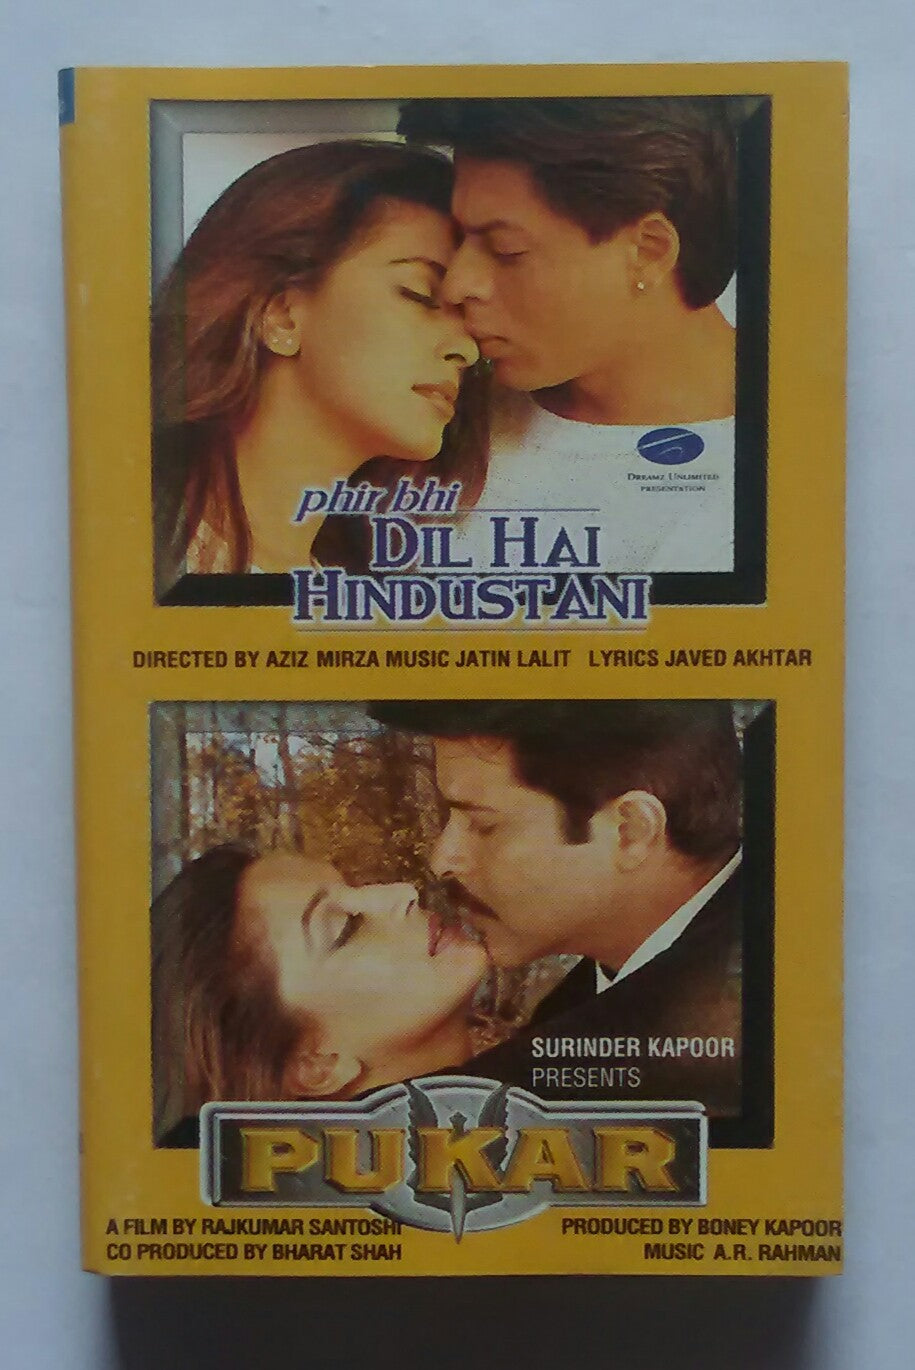 DREAMZ UNLIMITED
PRESENTATION
phir bhi
DIL HAI
HINDUSTANI
DIRECTED BY AZIZ MIRZA MUSIC JATIN LALIT LYRICS JAVED AKHTAR
SURINDER KAPOOR
PRESENTS
PUKAR
A FILM BY RAJKUMAR SANTOSHI
CO PRODUCED BY BHARAT SHAH
PRODUCED BY BONEY KAPOOR
MUSIC A.R. RAHMAN